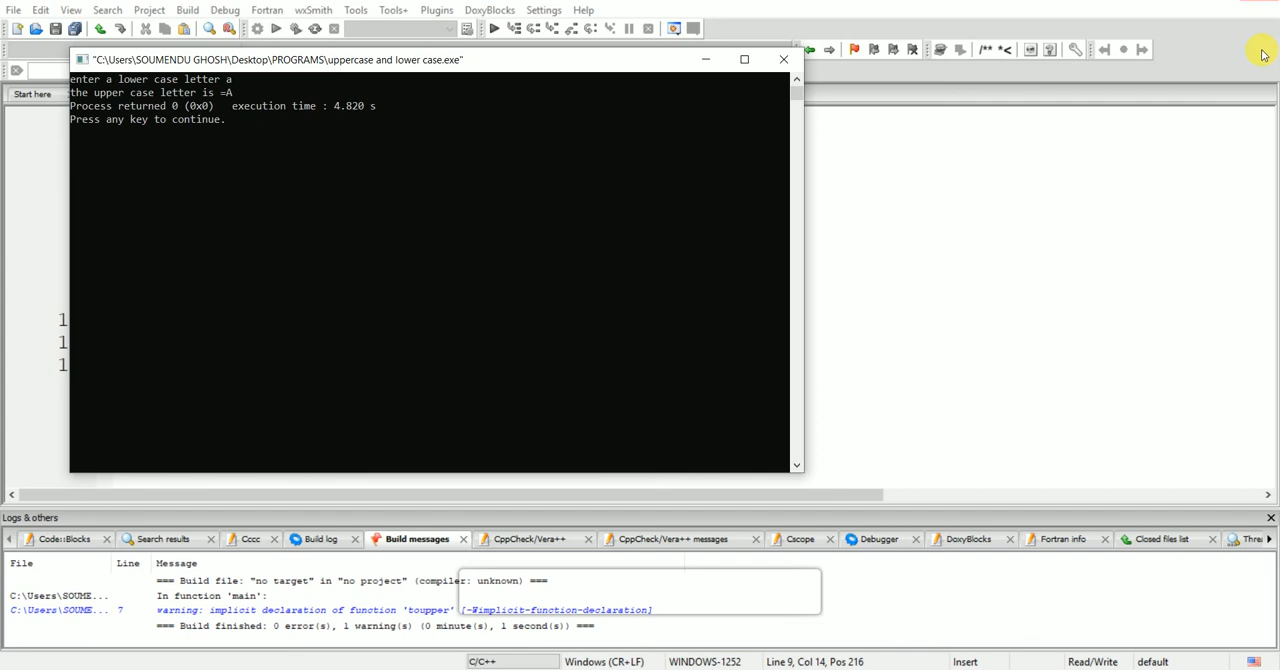 File Edit View Search Project Build Debug Fortran wxSmith Tools Tools+ Plugins DoxyBlocks Settings Help
"C:\Users\SOUMENDU GHOSH\Desktop\PROGRAMS\uppercase and lower case.exe"
/** *<
Start here
enter a lower case letter a
the upper case letter is =A
Process returned 0 (0x0) execution time : 4.820 s
Press any key to continue.
1
1
1
Logs & others
Code::Blocks Search results Cccc Build log Build messages CppCheck/Vera++ CppCheck/Vera++ messages Cscope Debugger DoxyBlocks Fortran info Closed files list Thre
File Line Message
=== Build file: "no target" in "no project" (compiler: unknown) ===
C:\Users\SOUME... In function 'main':
C:\Users\SOUME... 7 warning: implicit declaration of function 'toupper' [-Wimplicit-function-declaration]
=== Build finished: 0 error(s), 1 warning(s) (0 minute(s), 1 second(s)) ===
C/C++ Windows (CR+LF) WINDOWS-1252 Line 9, Col 14, Pos 216 Insert Read/Write default